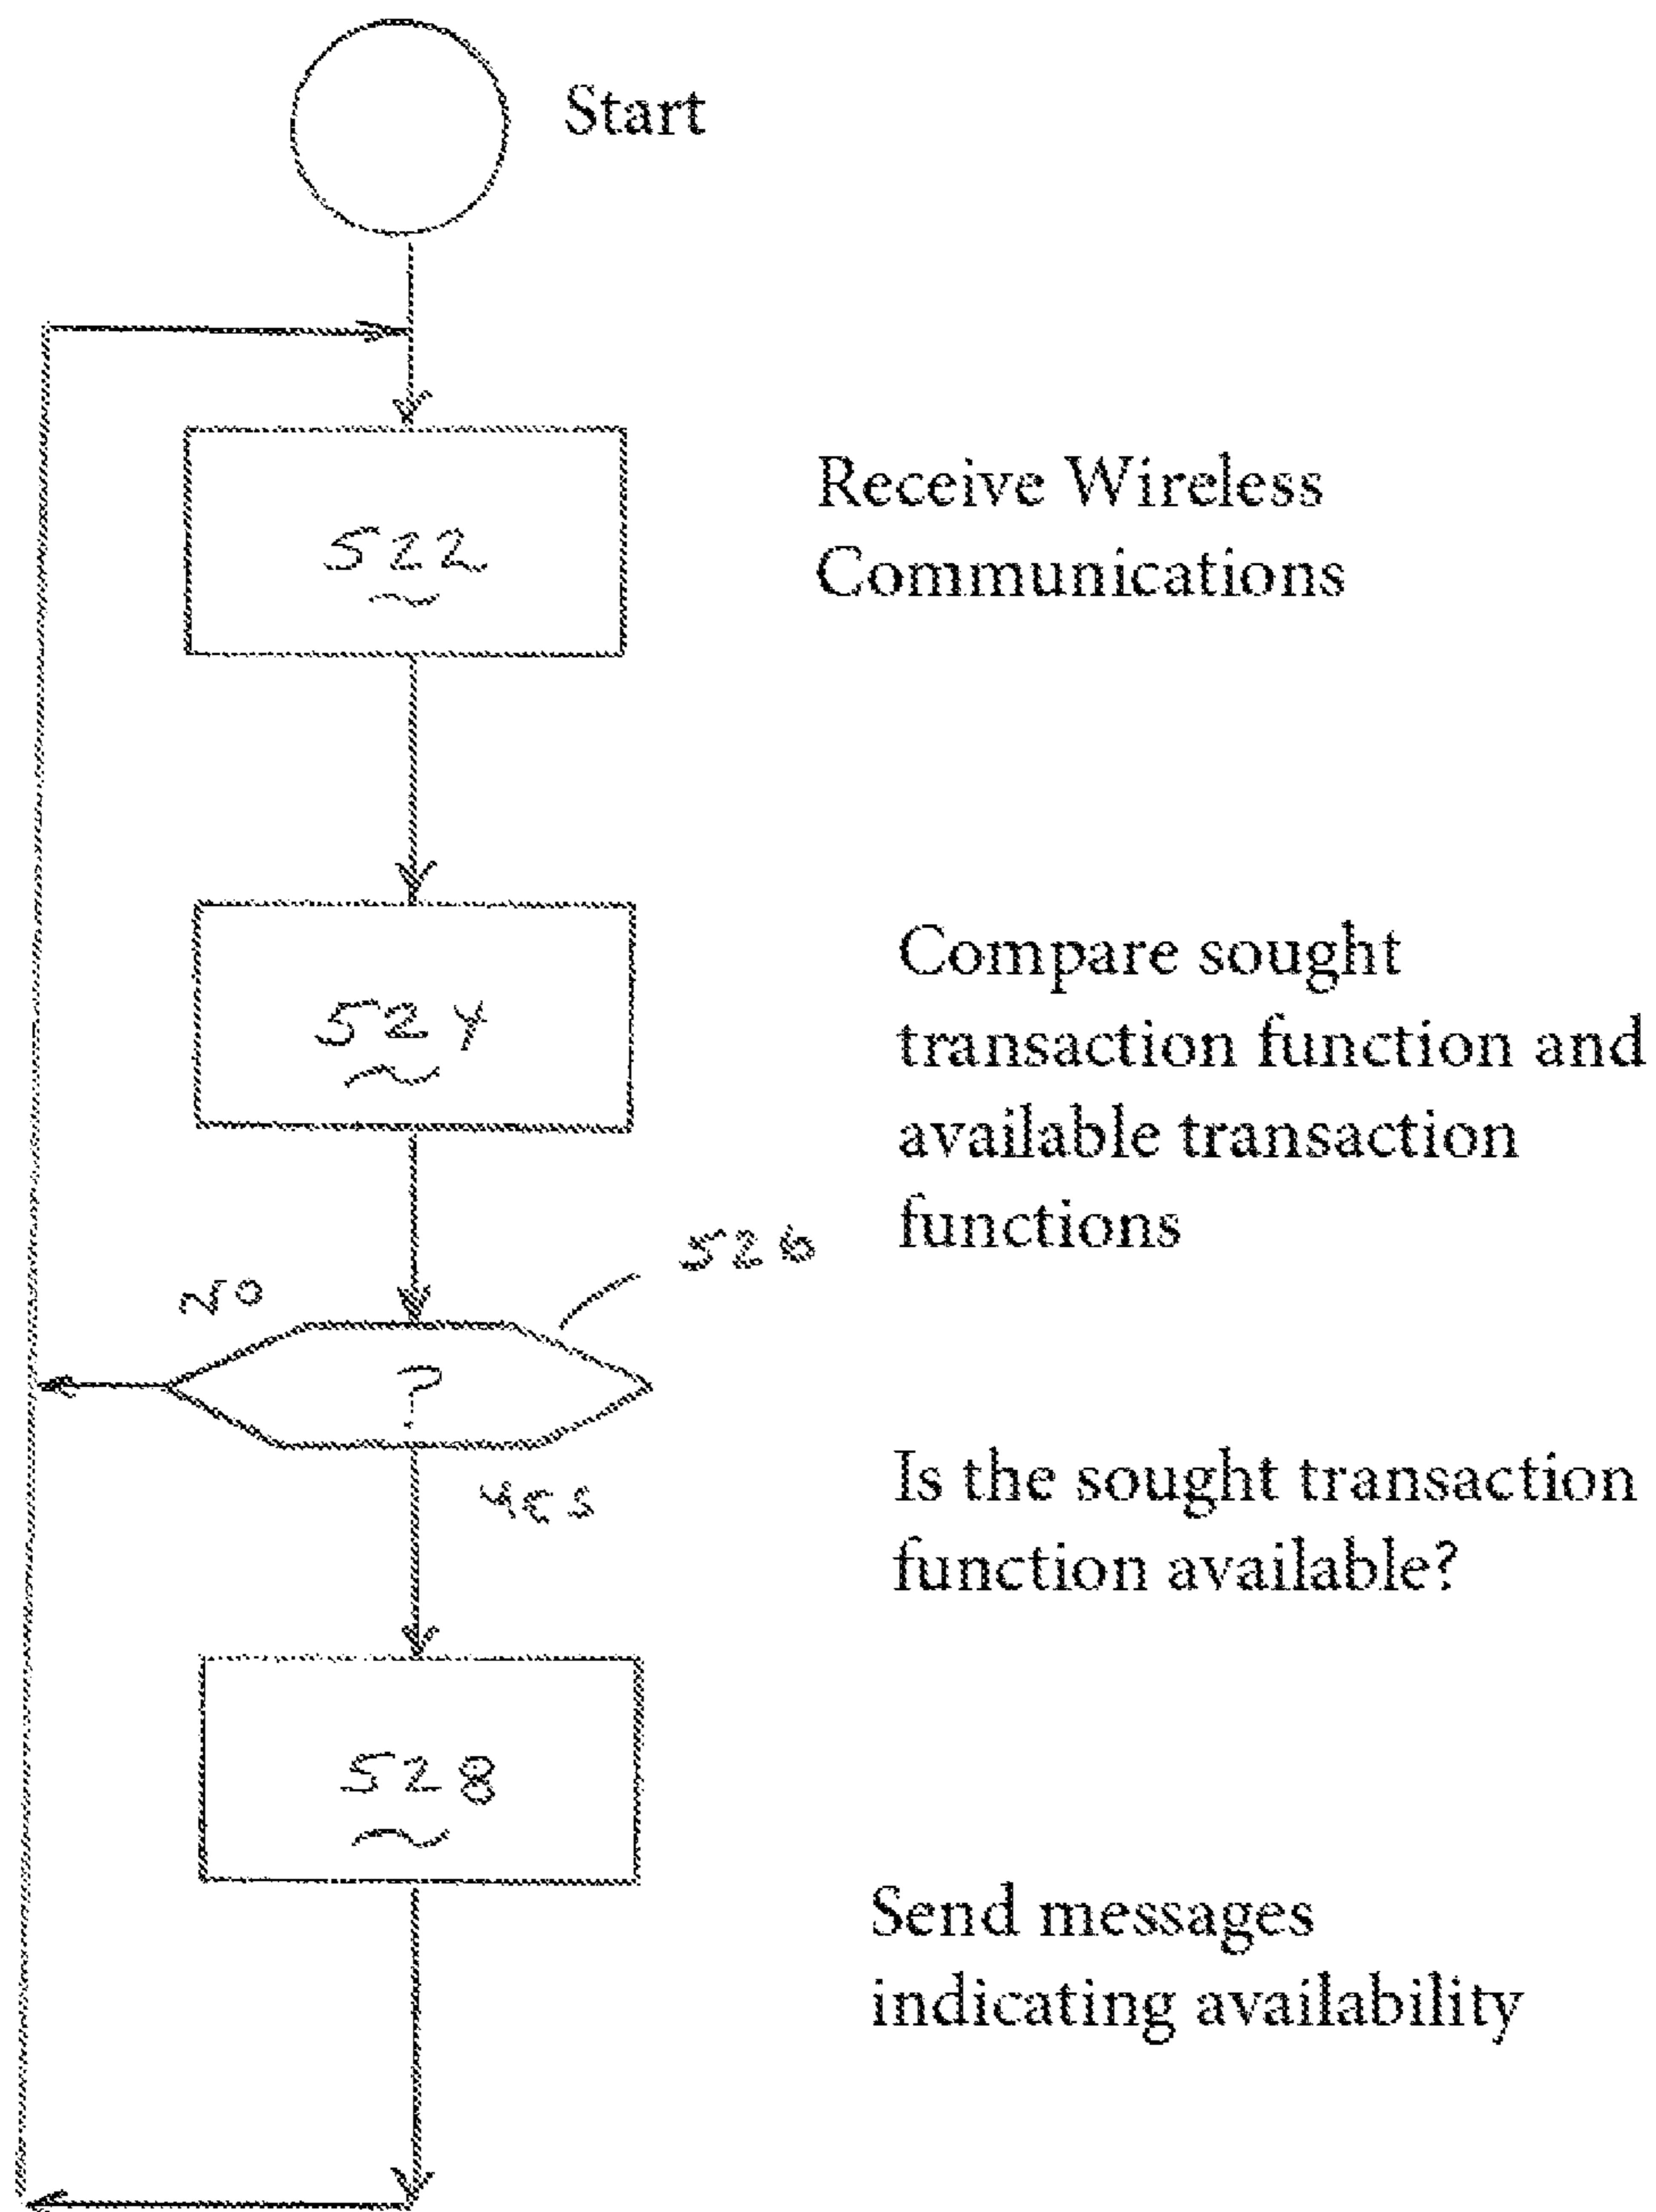 Start
Receive Wireless
Communications
522
Compare sought
transaction function and
available transaction
functions
524
526
NO
?
YES
Is the sought transaction
function available?
528
Send messages
indicating availability